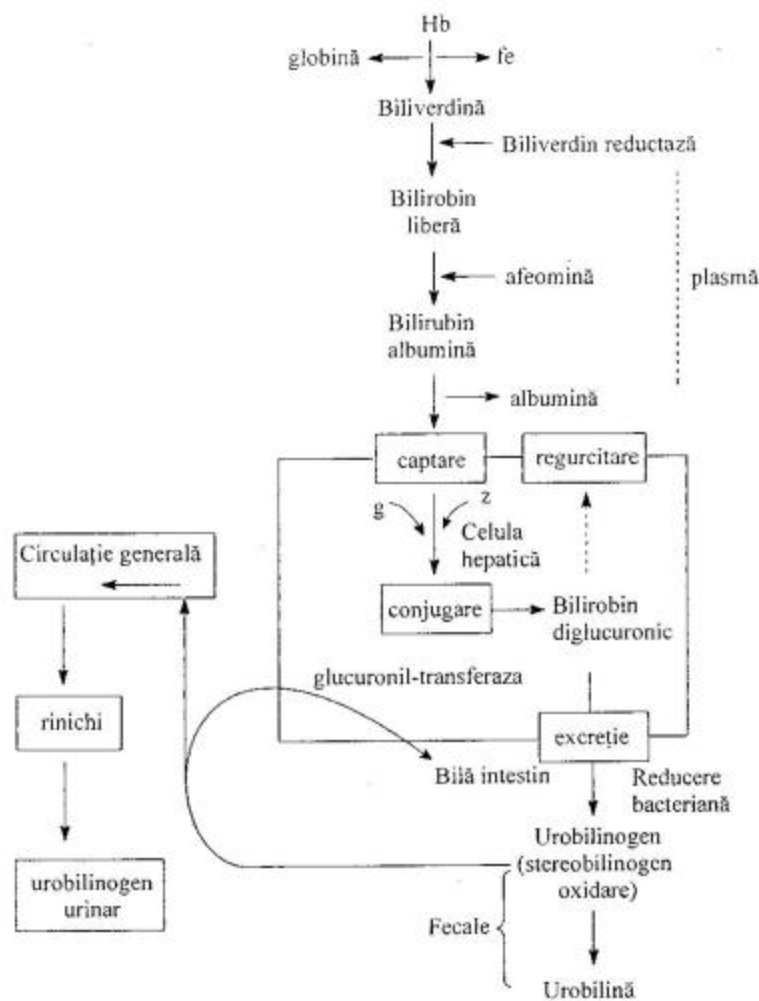 Hb
globină
fe
Biliverdină
Biliverdin reductază
Bilirobin
liberă
afeomină
plasmă
Bilirubin
albumină
albumină
captare
regurcitare
g
z
Celula
hepatică
Circulație generală
conjugare
Bilirobin
diglucuronic
glucuronil-transferaza
rinichi
excreție
Bilă intestin
Reducere
bacteriană
Urobilinogen
(stereobilinogen
oxidare)
urobilinogen
urinar
Fecale
Urobilină